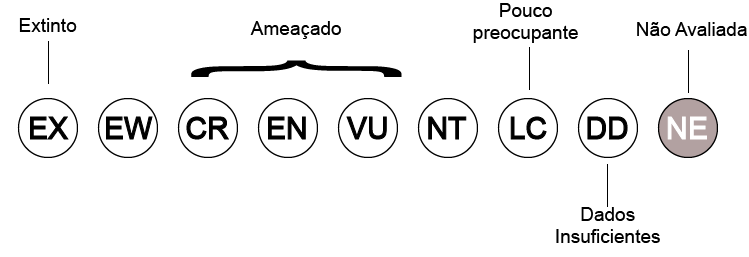 Extinto
Ameaçado
Pouco
preocupante
Não Avaliada
EX EW CR EN VU NT LC DD NE
Dados
Insuficientes